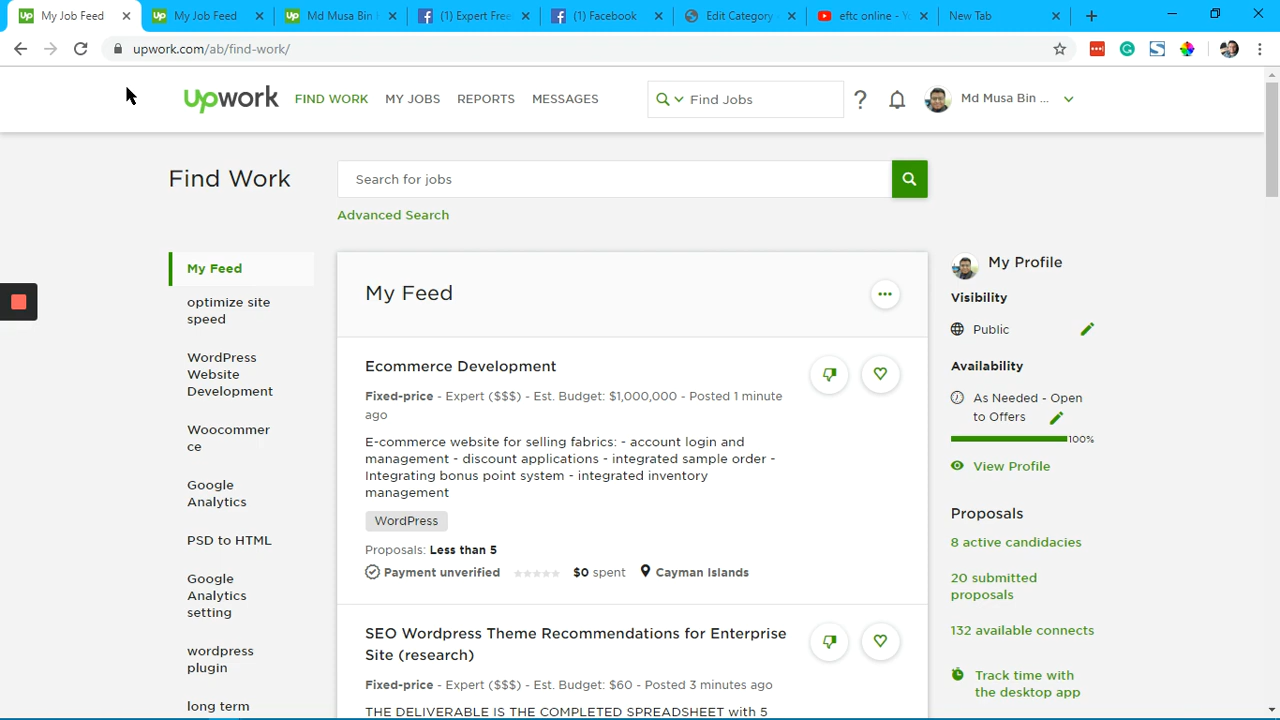 My Job Feed
My Job Feed
Md Musa Bin
(1) Expert Free
(1) Facebook
Edit Category
eftc online - Yo
New Tab
upwork.com/ab/find-work/
upwork
FIND WORK
MY JOBS
REPORTS
MESSAGES
Find Jobs
?
Md Musa Bin ...
Find Work
Search for jobs
Advanced Search
My Feed
optimize site
speed
WordPress
Website
Development
Woocommer
ce
Google
Analytics
PSD to HTML
Google
Analytics
setting
wordpress
plugin
long term
My Feed
Ecommerce Development
Fixed-price - Expert ($$$) - Est. Budget: $1,000,000 - Posted 1 minute
ago
E-commerce website for selling fabrics: - account login and
management - discount applications - integrated sample order -
Integrating bonus point system - integrated inventory
management
WordPress
Proposals: Less than 5
Payment unverified $0 spent Cayman Islands
SEO Wordpress Theme Recommendations for Enterprise
Site (research)
Fixed-price - Expert ($$$) - Est. Budget: $60 - Posted 3 minutes ago
THE DELIVERABLE IS THE COMPLETED SPREADSHEET with 5
My Profile
Visibility
Public
Availability
As Needed - Open
to Offers
100%
View Profile
Proposals
8 active candidacies
20 submitted
proposals
132 available connects
Track time with
the desktop app